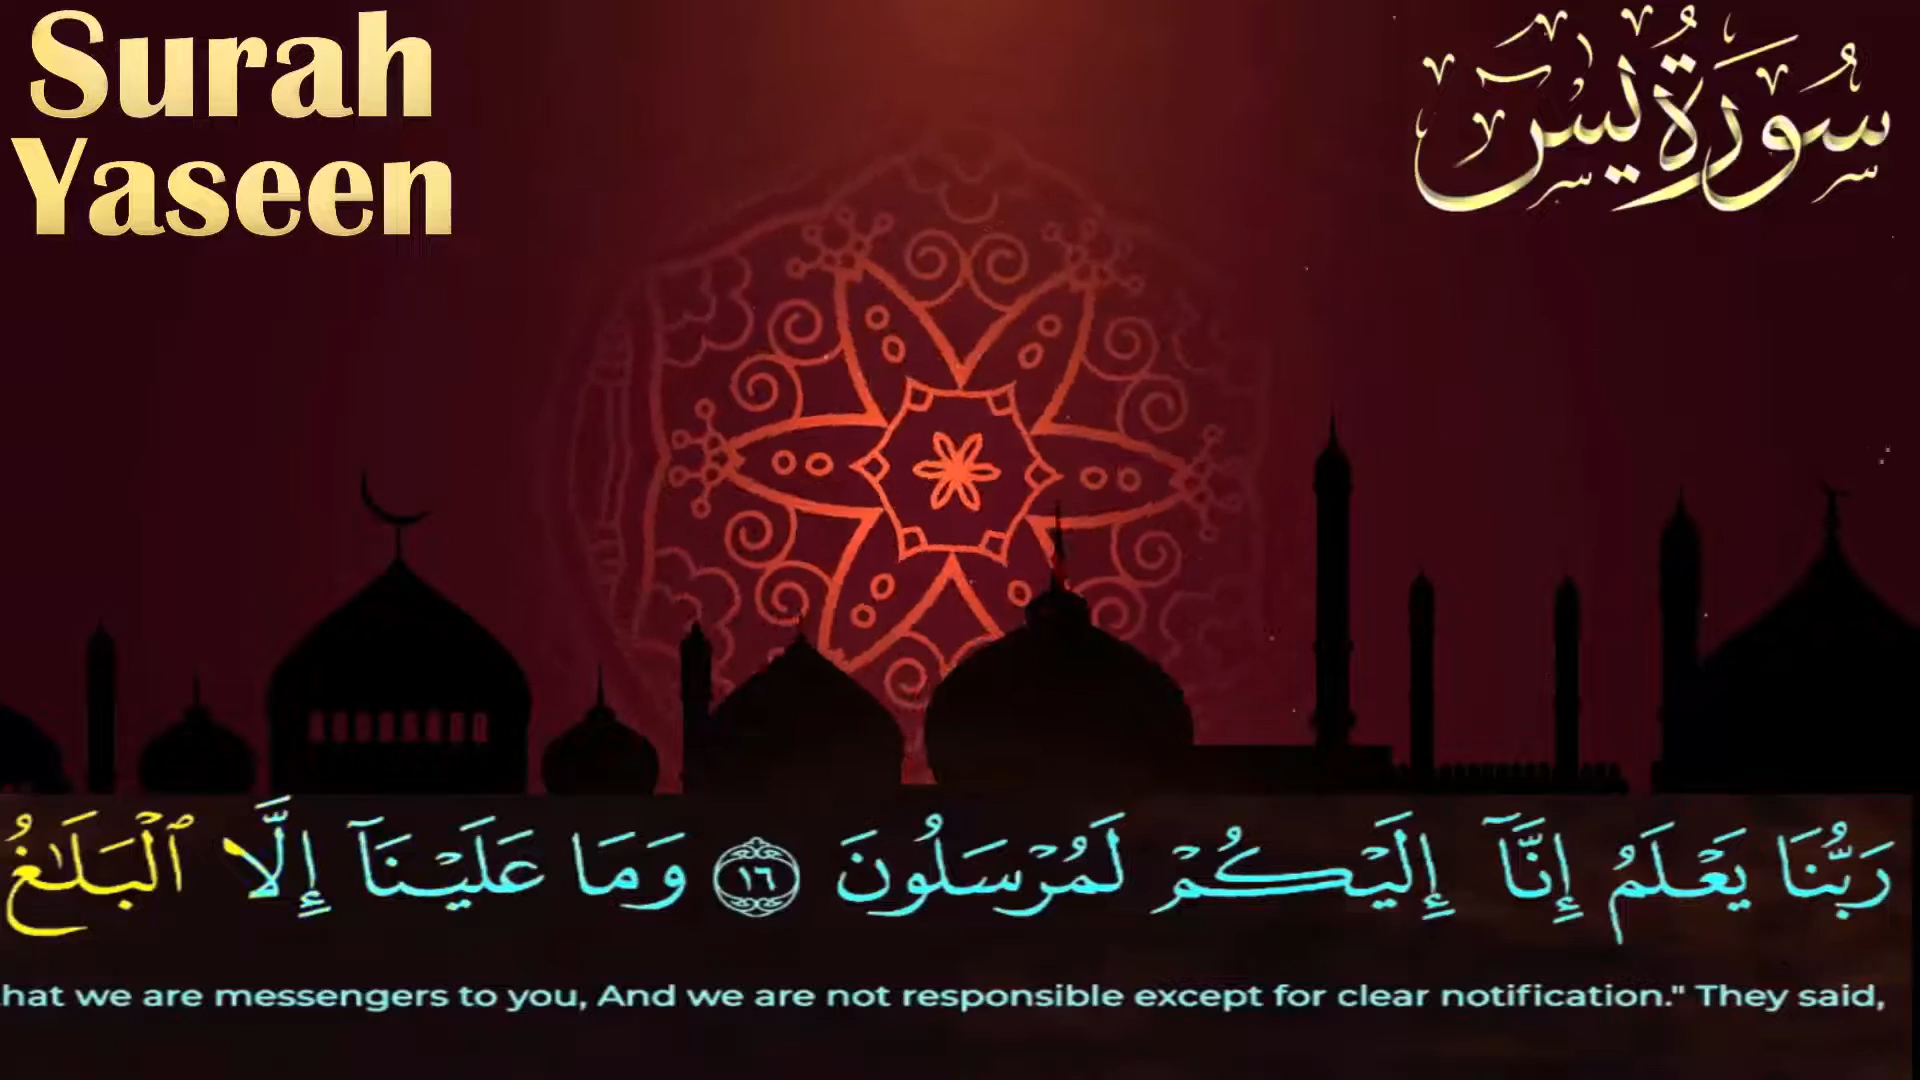 Surah
Yaseen
سُورَةُ يٰسٓ
رَبُّنَا يَعۡلَمُ إِنَّآ إِلَيۡكُمۡ لَمُرۡسَلُونَ ١٦ وَمَا عَلَيۡنَآ إِلَّا ٱلۡبَلَٰغُ
hat we are messengers to you, And we are not responsible except for clear notification." They said,